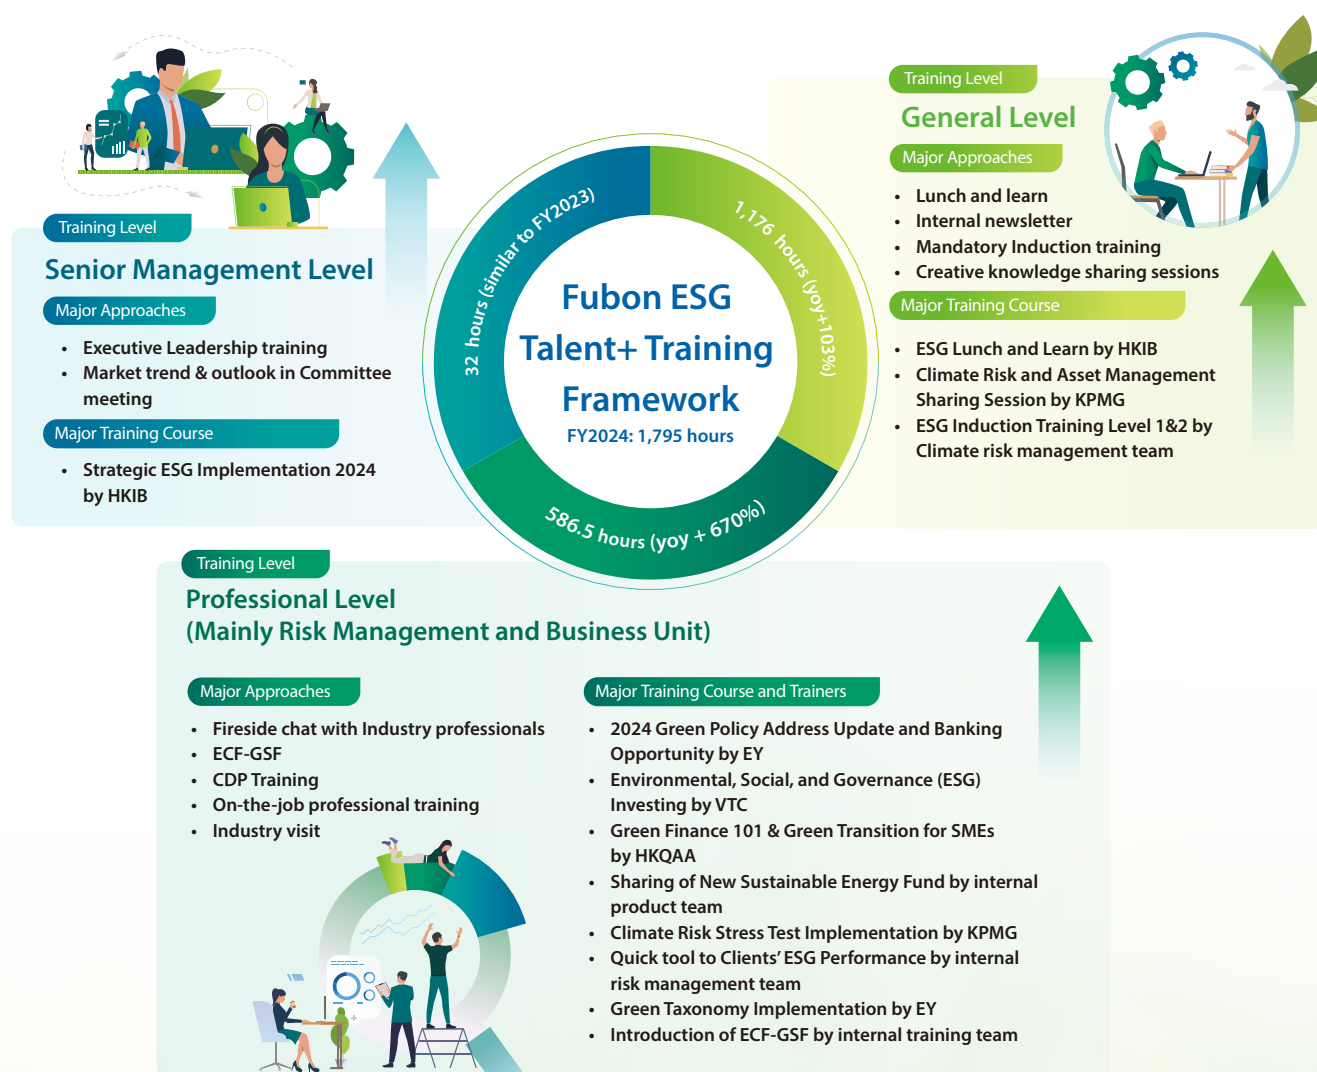 Training Level
Senior Management Level
Major Approaches
• Executive Leadership training
• Market trend & outlook in Committee
meeting
Major Training Course
• Strategic ESG Implementation 2024
by HKIB
32 hours (similar to FY2023)
1,176 hours (yoy+103%)
586.5 hours (yoy + 670%)
Fubon ESG
Talent+ Training
Framework
FY2024: 1,795 hours
Training Level
General Level
Major Approaches
• Lunch and learn
• Internal newsletter
• Mandatory Induction training
• Creative knowledge sharing sessions
Major Training Course
• ESG Lunch and Learn by HKIB
• Climate Risk and Asset Management
Sharing Session by KPMG
• ESG Induction Training Level 1&2 by
Climate risk management team
Training Level
Professional Level
(Mainly Risk Management and Business Unit)
Major Approaches
• Fireside chat with Industry professionals
• ECF-GSF
• CDP Training
• On-the-job professional training
• Industry visit
Major Training Course and Trainers
• 2024 Green Policy Address Update and Banking
Opportunity by EY
• Environmental, Social, and Governance (ESG)
Investing by VTC
• Green Finance 101 & Green Transition for SMEs
by HKQAA
• Sharing of New Sustainable Energy Fund by internal
product team
• Climate Risk Stress Test Implementation by KPMG
• Quick tool to Clients’ ESG Performance by internal
risk management team
• Green Taxonomy Implementation by EY
• Introduction of ECF-GSF by internal training team